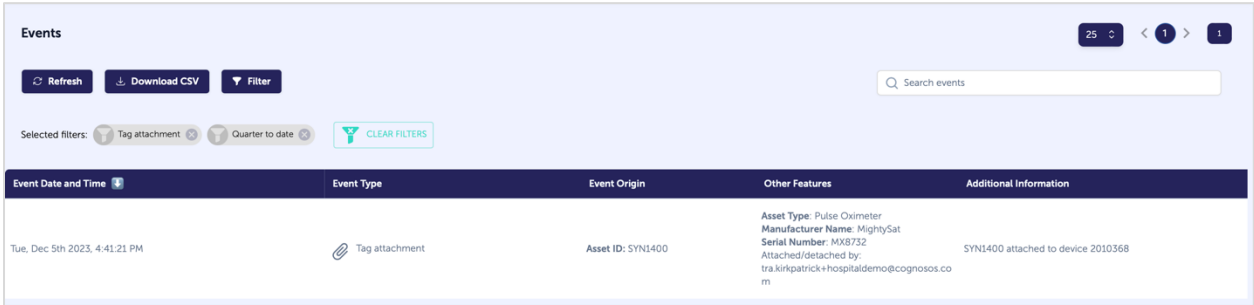 Events
25
1
1
Refresh
Download CSV
Filter
Search events
Selected filters:
Tag attachment
Quarter to date
CLEAR FILTERS
Event Date and Time
Event Type
Event Origin
Other Features
Additional Information
Tue, Dec 5th 2023, 4:41:21 PM
Tag attachment
Asset ID: SYN1400
Asset Type: Pulse Oximeter
Manufacturer Name: MightySat
Serial Number: MX8732
Attached/detached by:
tra.kirkpatrick+hospitaldemo@cognosos.co
m
SYN1400 attached to device 2010368